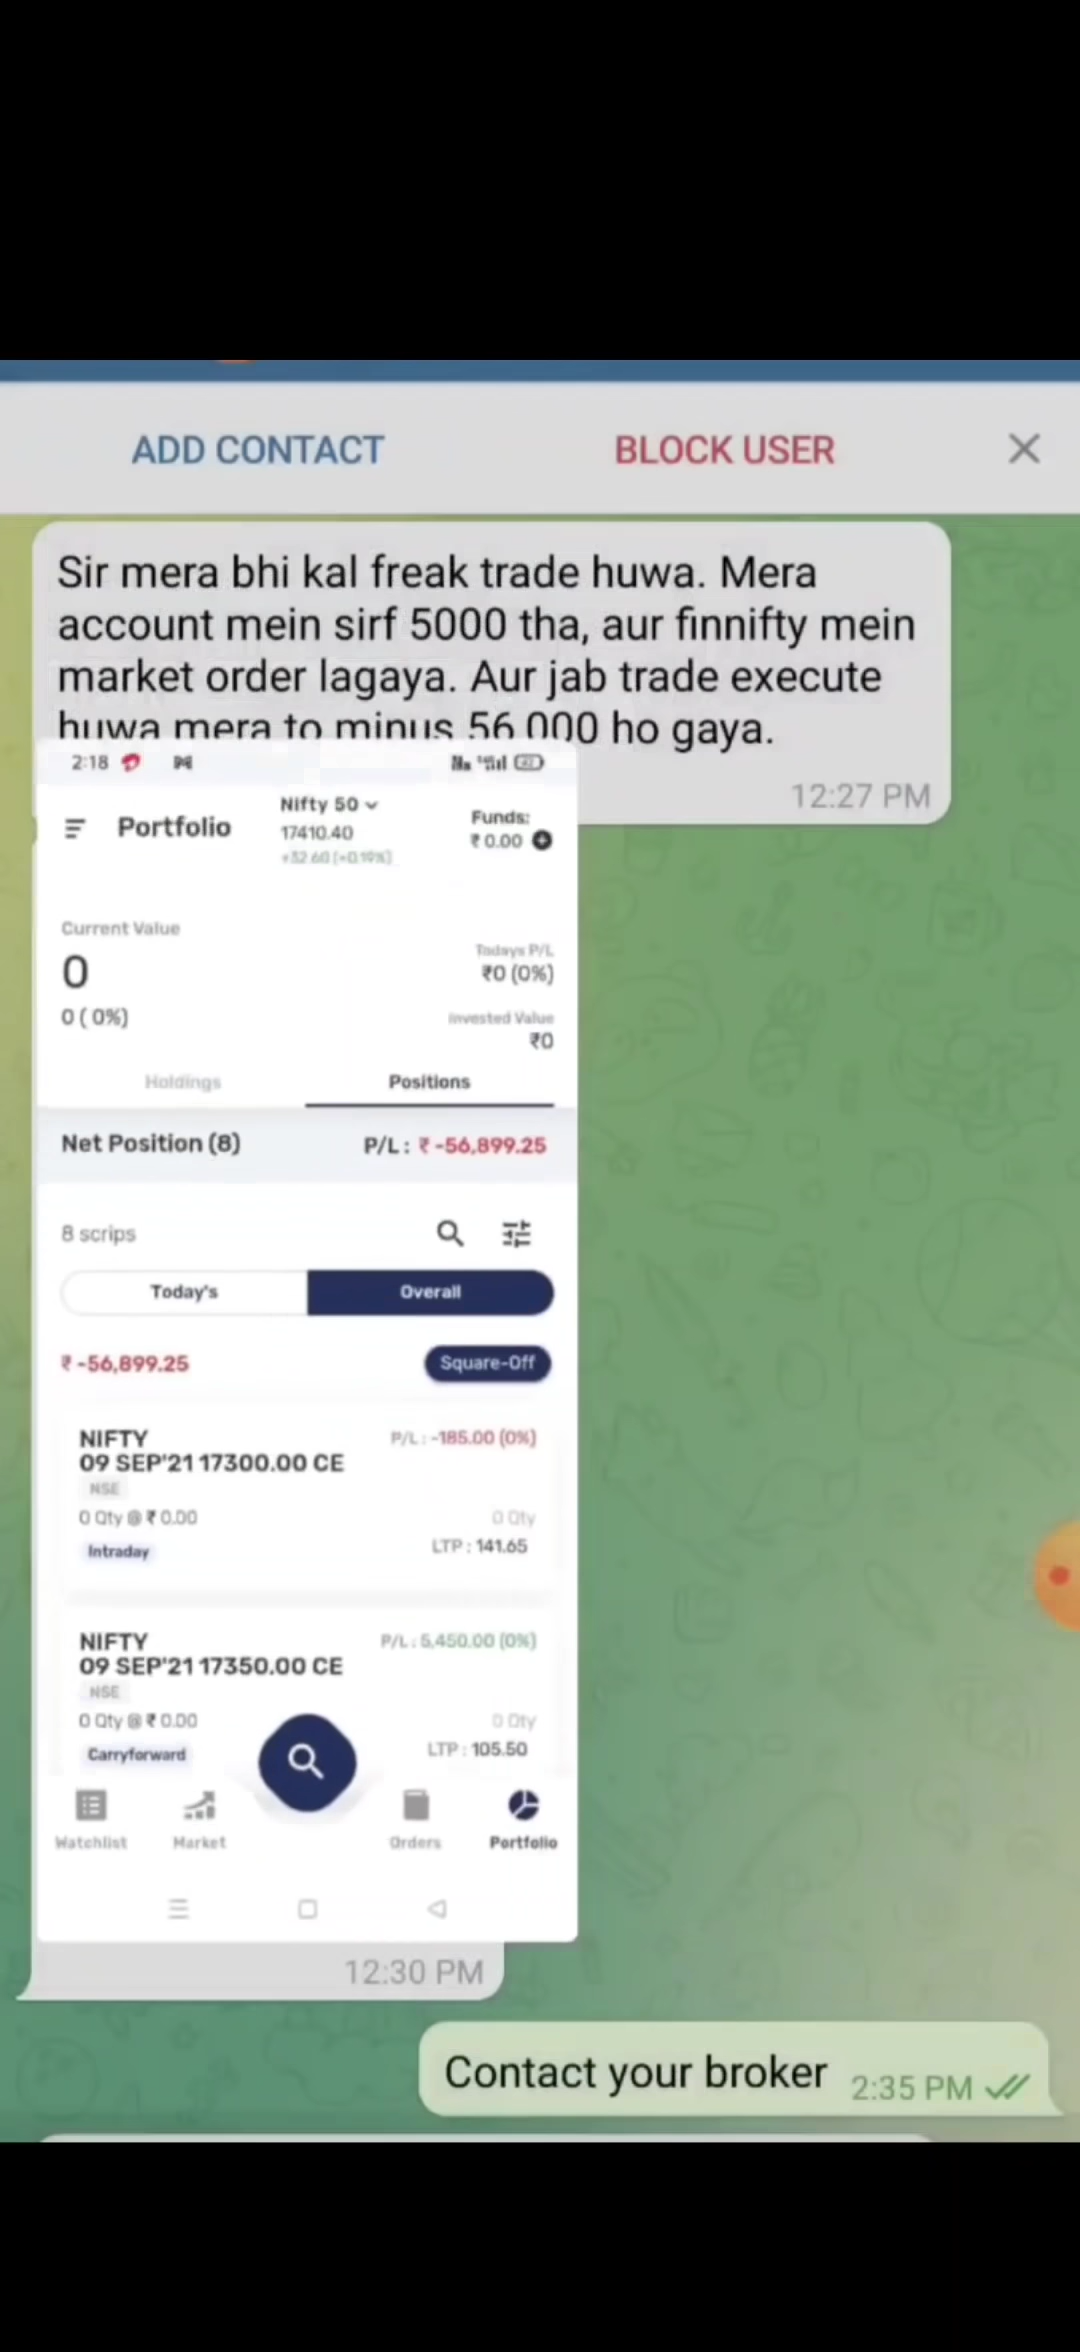 ADD CONTACT
BLOCK USER
Sir mera bhi kal freak trade huwa. Mera
account mein sirf 5000 tha, aur finnifty mein
market order lagaya. Aur jab trade execute
huwa mera to minus 56 000 ho gaya.
12:27 PM
2:18
Portfolio
Nifty 50
17410.40
+32.60 (+0.19%)
Funds:
₹ 0.00
Current Value
0
0 ( 0%)
Todays P/L
₹0 (0%)
Invested Value
₹0
Holdings
Positions
Net Position (8)
P/L : ₹ -56,899.25
8 scrips
Today's
Overall
₹ -56,899.25
Square-Off
NIFTY
09 SEP'21 17300.00 CE
P/L : -185.00 (0%)
NSE
0 Qty @ ₹ 0.00
0 Qty
Intraday
LTP : 141.65
NIFTY
09 SEP'21 17350.00 CE
P/L : 5,450.00 (0%)
NSE
0 Qty @ ₹ 0.00
0 Qty
Carryforward
LTP : 105.50
Watchlist
Market
Orders
Portfolio
12:30 PM
Contact your broker
2:35 PM